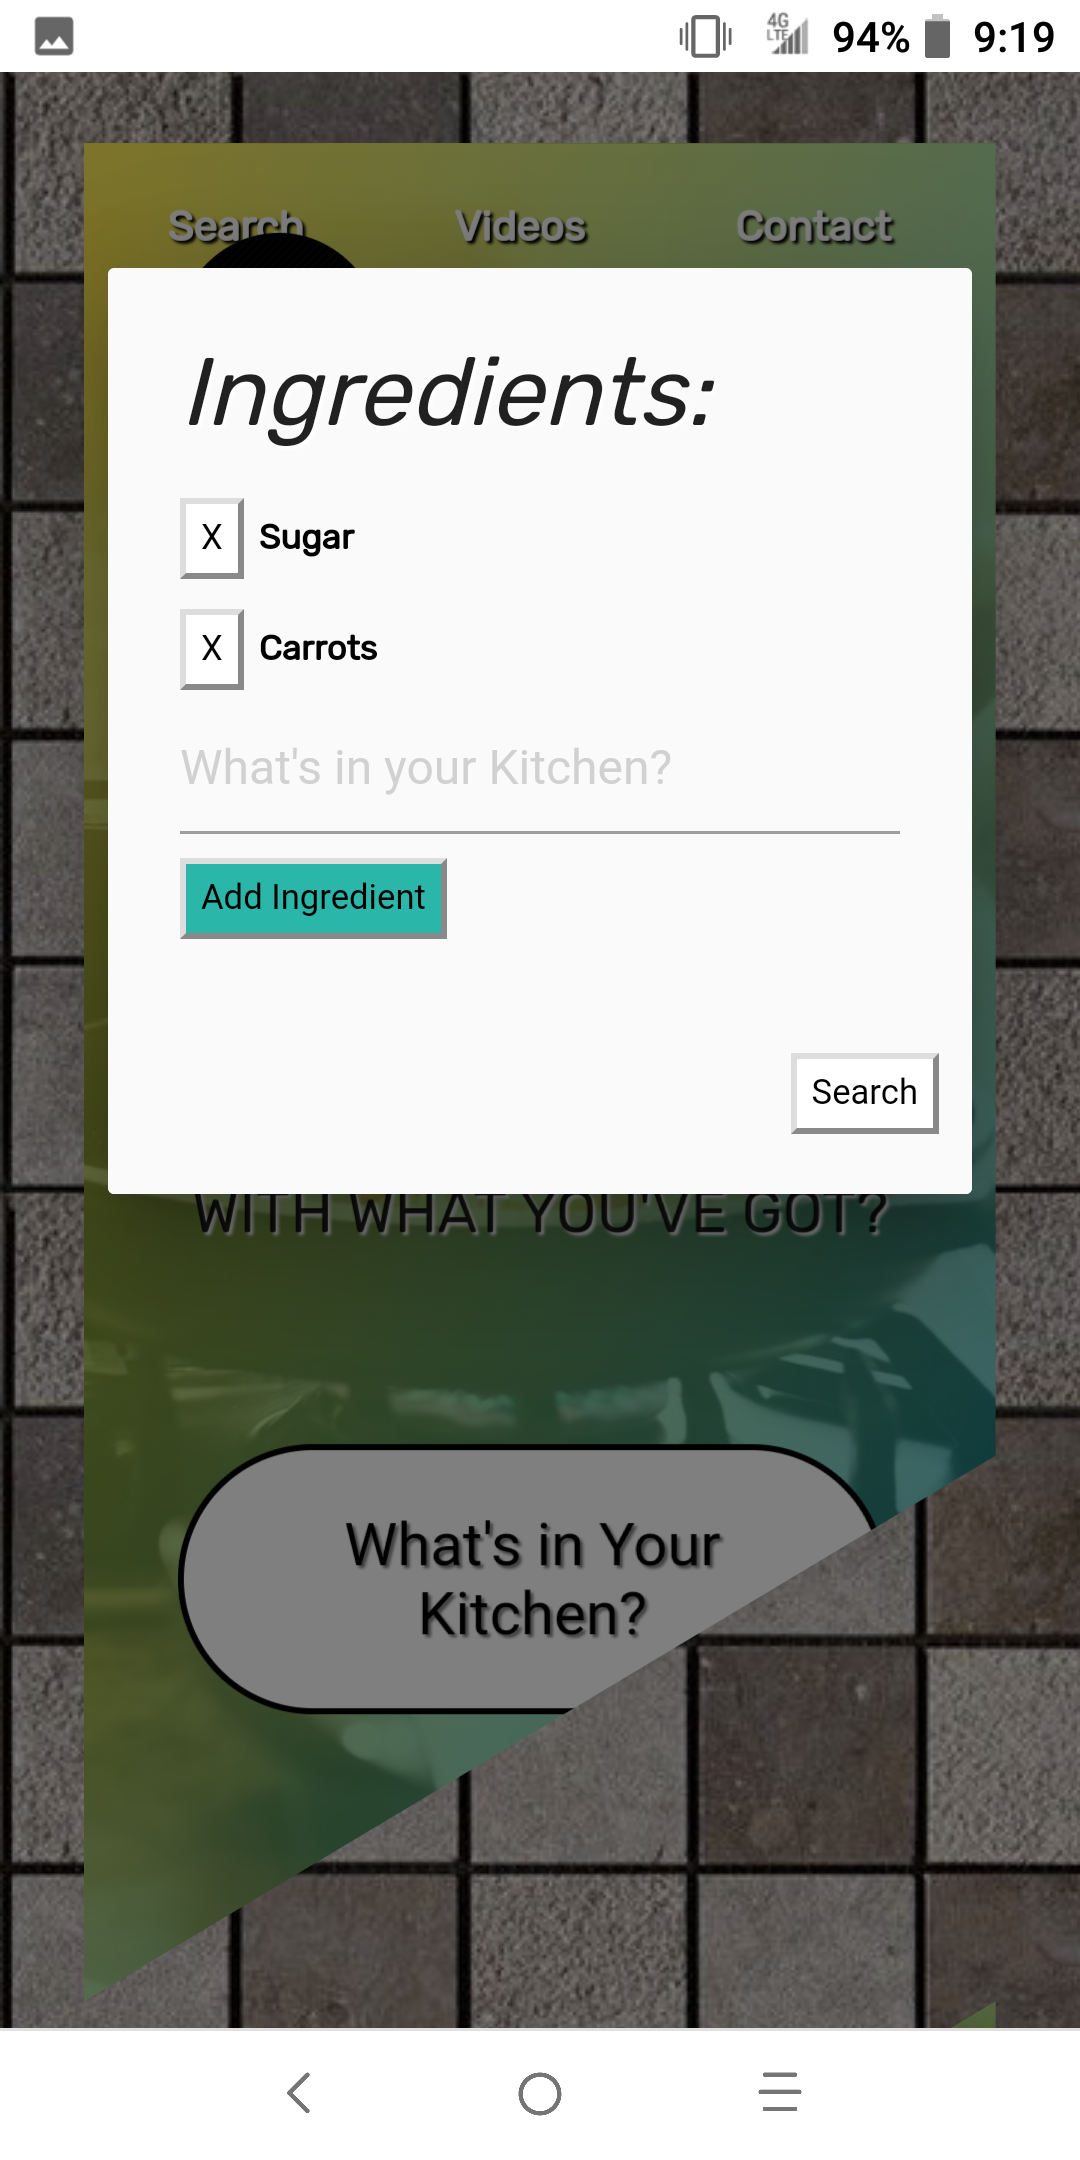 4G
LTE
94% 9:19
Search Videos Contact
Ingredients:
X Sugar
X Carrots
What's in your Kitchen?
Add Ingredient
Search
WITH WHAT YOU'VE GOT?
What's in Your
Kitchen?